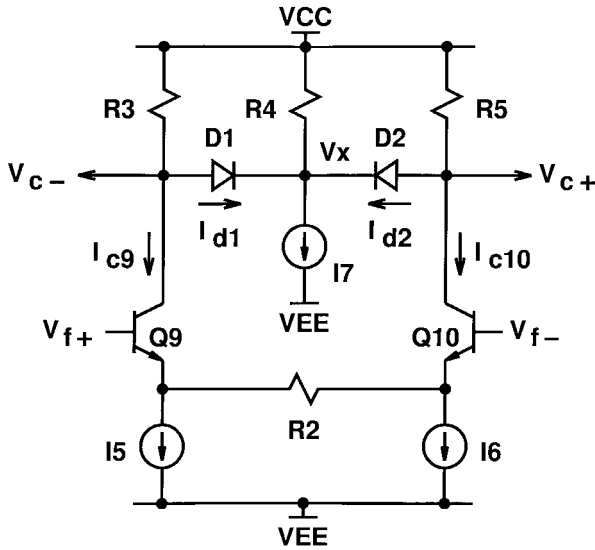 VCC
R3
R4
R5
D1
D2
Vx
Vc-
Vc+
Id1
Id2
Ic9
I7
Ic10
VEE
Vf+
Q9
Q10
Vf-
R2
I5
I6
VEE